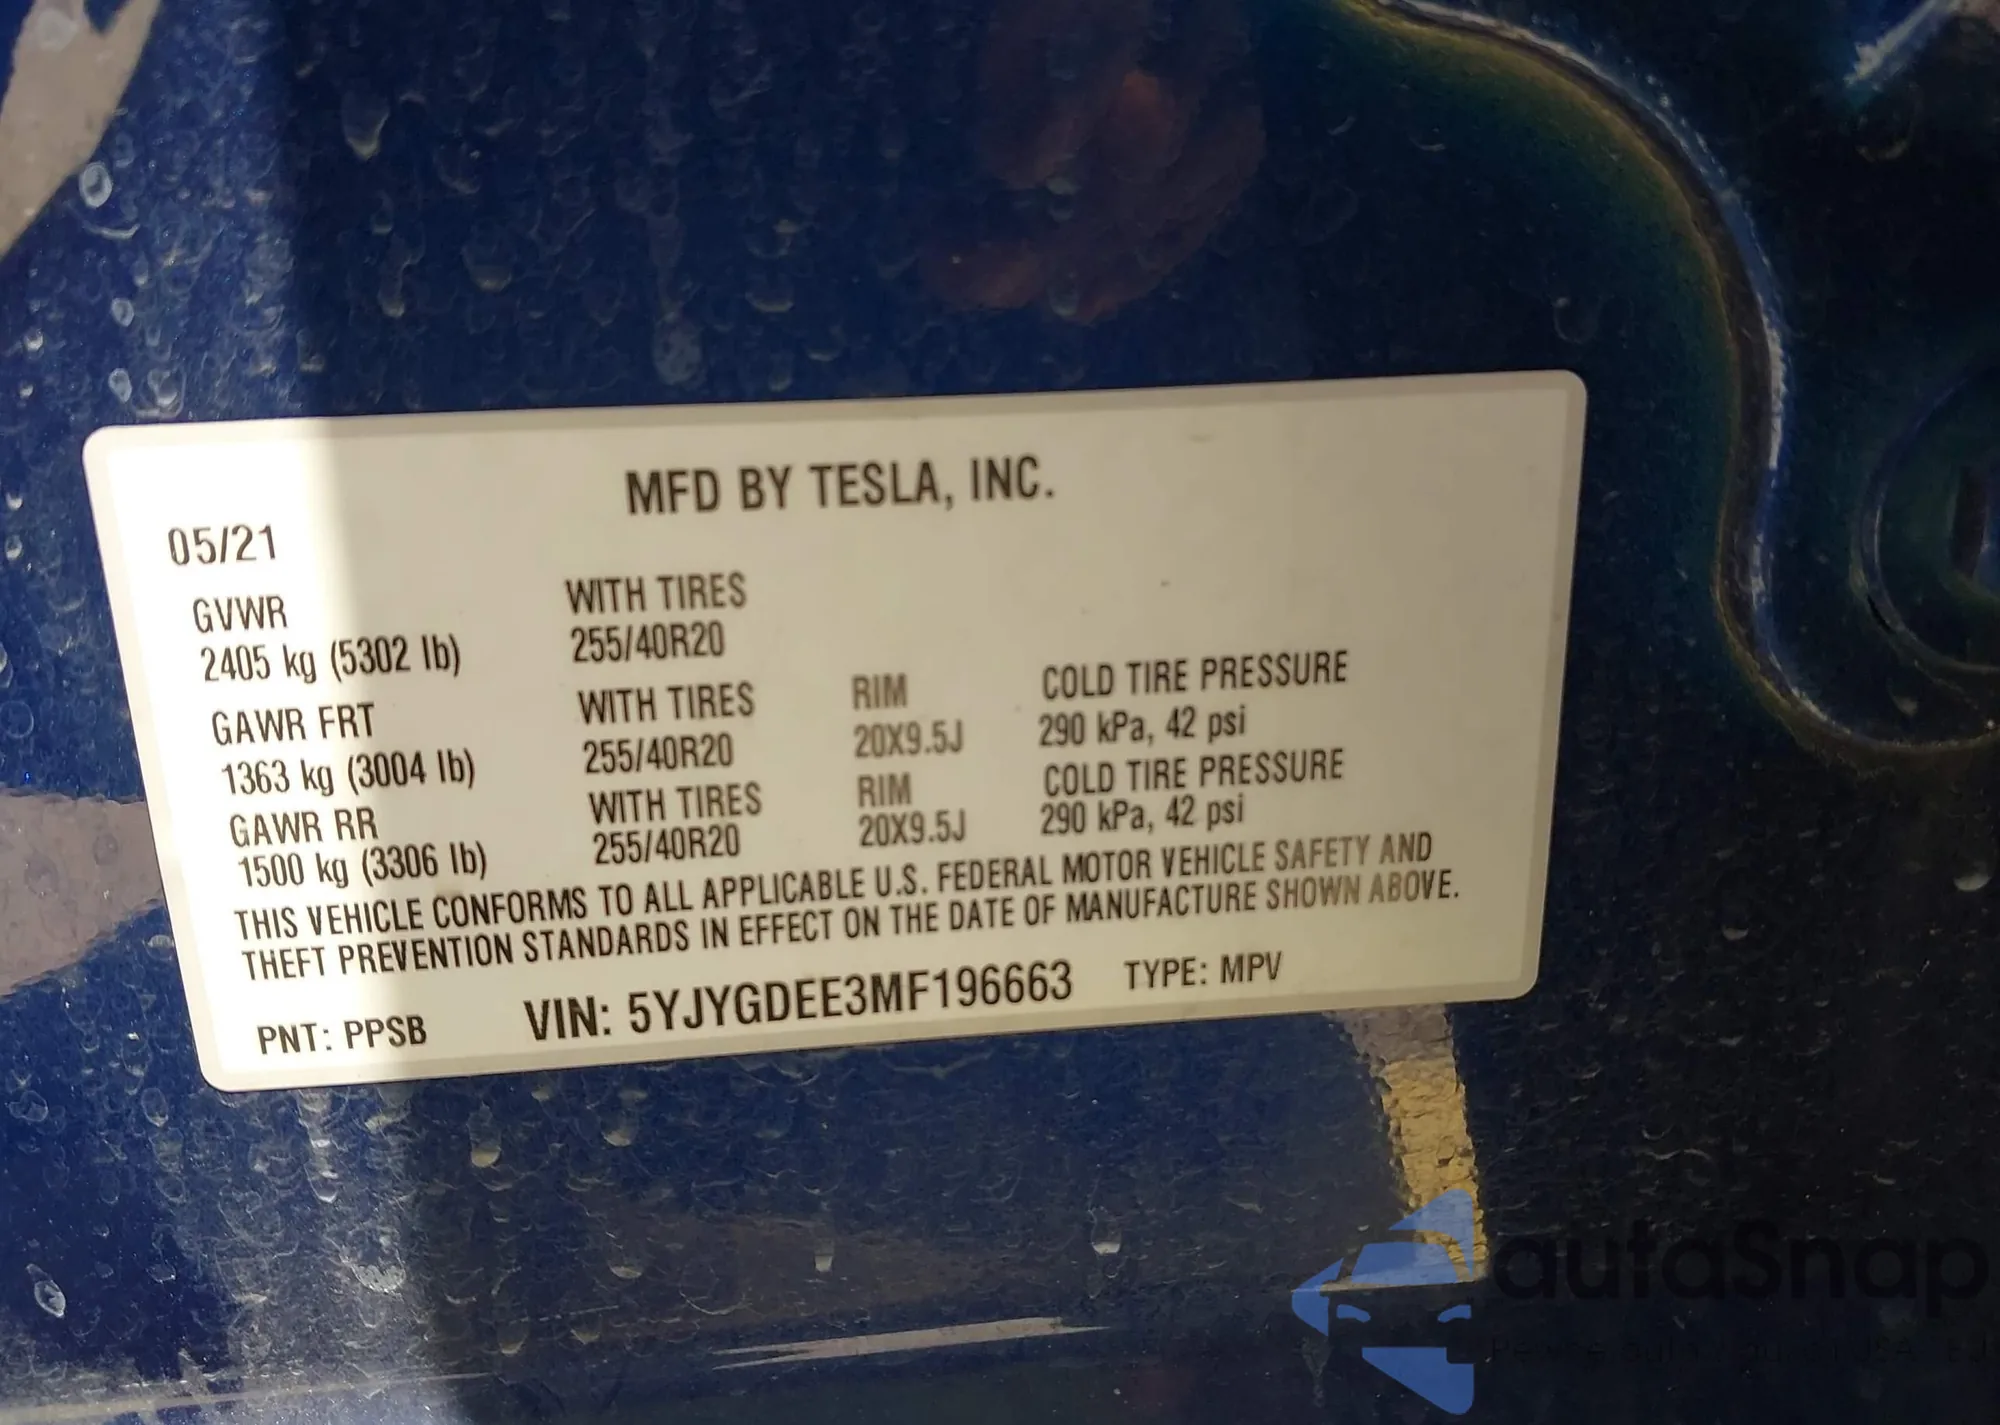 MFD BY TESLA, INC.
05/21
GVWR WITH TIRES
2405 kg (5302 lb) 255/40R20
GAWR FRT WITH TIRES RIM COLD TIRE PRESSURE
1363 kg (3004 lb) 255/40R20 20X9.5J 290 kPa, 42 psi
GAWR RR WITH TIRES RIM COLD TIRE PRESSURE
1500 kg (3306 lb) 255/40R20 20X9.5J 290 kPa, 42 psi
THIS VEHICLE CONFORMS TO ALL APPLICABLE U.S. FEDERAL MOTOR VEHICLE SAFETY AND
THEFT PREVENTION STANDARDS IN EFFECT ON THE DATE OF MANUFACTURE SHOWN ABOVE.
PNT: PPSB VIN: 5YJYGDEE3MF196663 TYPE: MPV
autaSnap